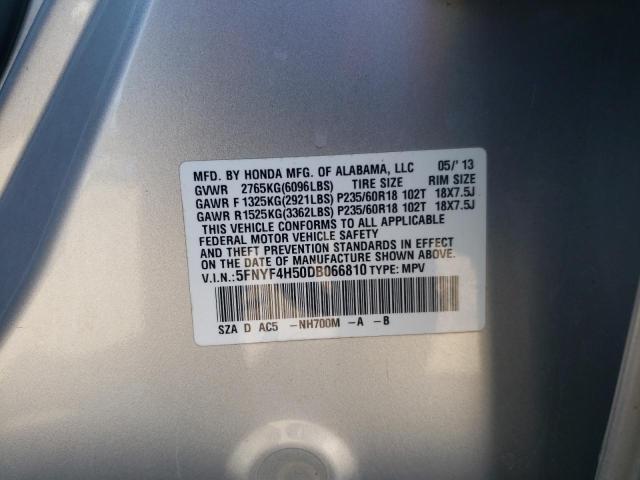 MFD. BY HONDA MFG. OF ALABAMA, LLC 05/'13
GVWR 2765KG(6096LBS) TIRE SIZE RIM SIZE
GAWR F 1325KG(2921LBS) P235/60R18 102T 18X7.5J
GAWR R 1525KG(3362LBS) P235/60R18 102T 18X7.5J
THIS VEHICLE CONFORMS TO ALL APPLICABLE
FEDERAL MOTOR VEHICLE SAFETY
AND THEFT PREVENTION STANDARDS IN EFFECT
ON THE DATE OF MANUFACTURE SHOWN ABOVE.
V.I.N.: 5FNYF4H50DB066810 TYPE: MPV
SZA D AC5 -NH700M -A -B